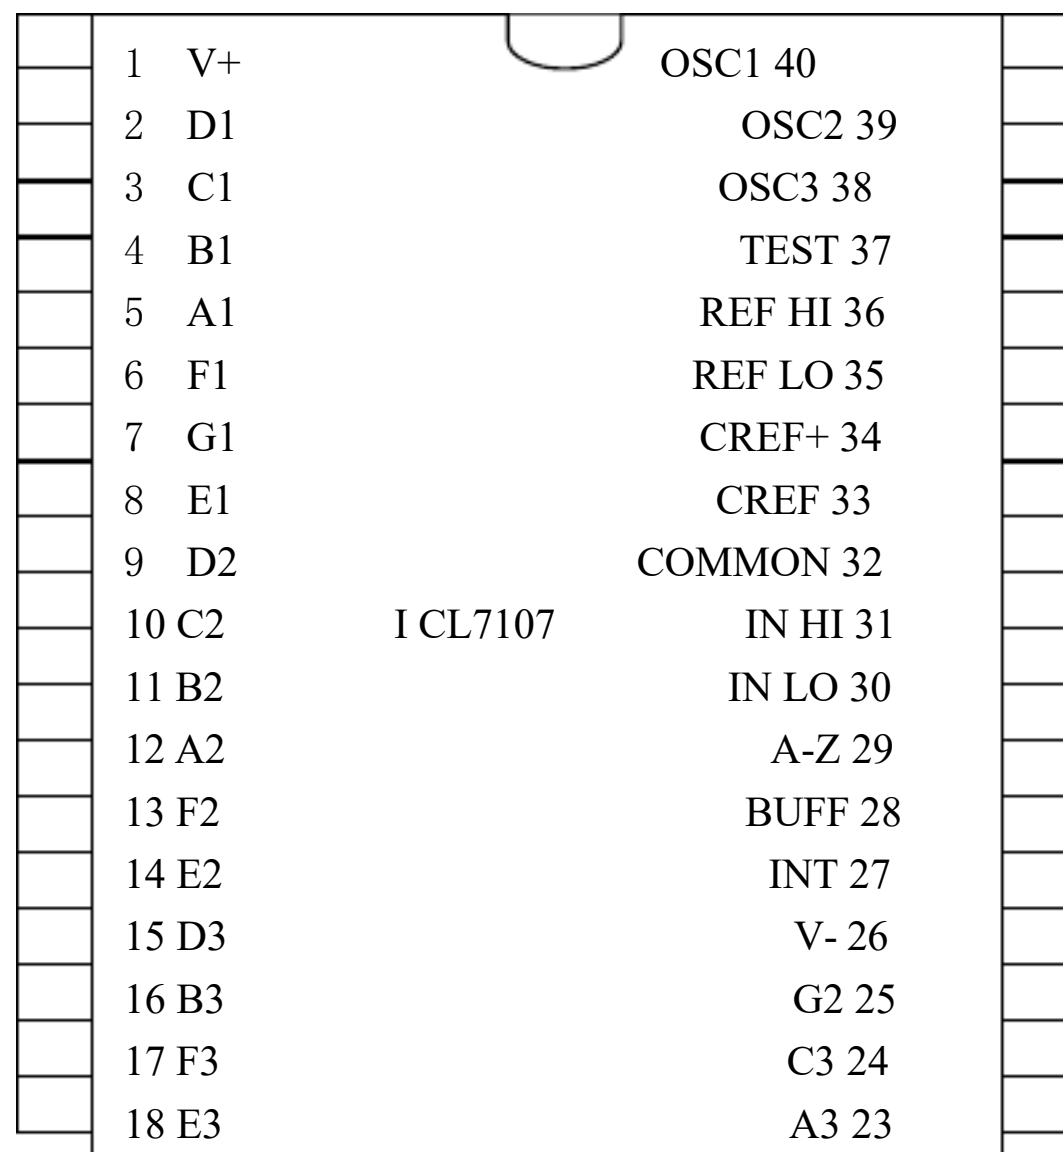 1 V+ OSC1 40
2 D1 OSC2 39
3 C1 OSC3 38
4 B1 TEST 37
5 A1 REF HI 36
6 F1 REF LO 35
7 G1 CREF+ 34
8 E1 CREF 33
9 D2 COMMON 32
10 C2 I CL7107 IN HI 31
11 B2 IN LO 30
12 A2 A-Z 29
13 F2 BUFF 28
14 E2 INT 27
15 D3 V- 26
16 B3 G2 25
17 F3 C3 24
18 E3 A3 23